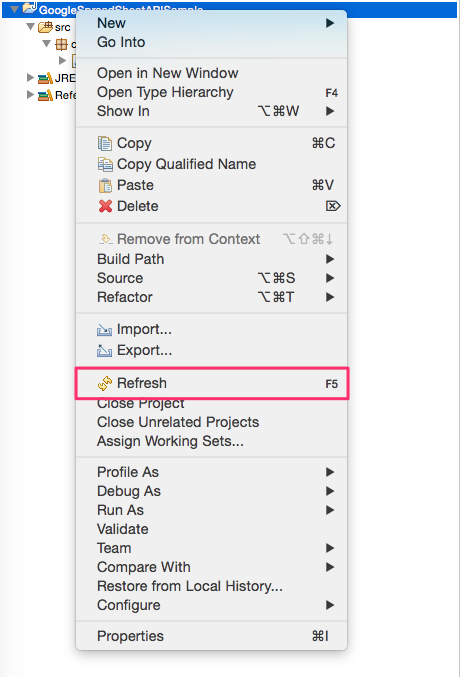 GoogleSpreadSheetAPISample
New
src
Go Into
Open in New Window
JRE
Open Type Hierarchy F4
Refe
Show In ⌥⌘W
Copy ⌘C
Copy Qualified Name
Paste ⌘V
Delete ⌦
Remove from Context ⌥⇧⌘↓
Build Path
Source ⌥⌘S
Refactor ⌥⌘T
Import...
Export...
Refresh F5
Close Project
Close Unrelated Projects
Assign Working Sets...
Profile As
Debug As
Run As
Validate
Team
Compare With
Restore from Local History...
Configure
Properties ⌘I